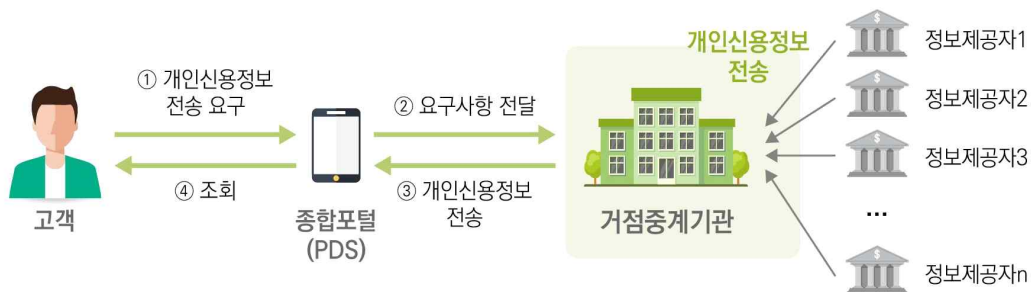 ① 개인신용정보
전송 요구
④ 조회
고객
종합포털
(PDS)
② 요구사항 전달
③ 개인신용정보
전송
개인신용정보
전송
거점중계기관
정보제공자1
정보제공자2
정보제공자3
...
정보제공자n
$
$
$
$